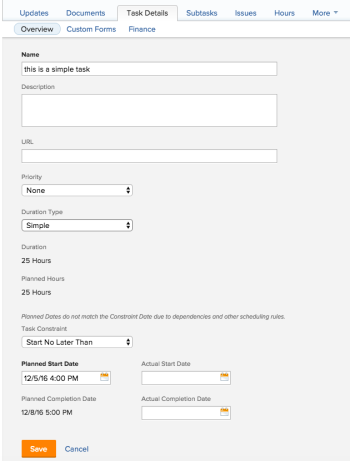 Updates Documents Task Details Subtasks Issues Hours More
Overview Custom Forms Finance
Name
this is a simple task
Description
URL
Priority
None
Duration Type
Simple
Duration
25 Hours
Planned Hours
25 Hours
Planned Dates do not match the Constraint Date due to dependencies and other scheduling rules.
Task Constraint
Start No Later Than
Planned Start Date Actual Start Date
12/5/16 4:00 PM
Planned Completion Date Actual Completion Date
12/8/16 5:00 PM
Save Cancel